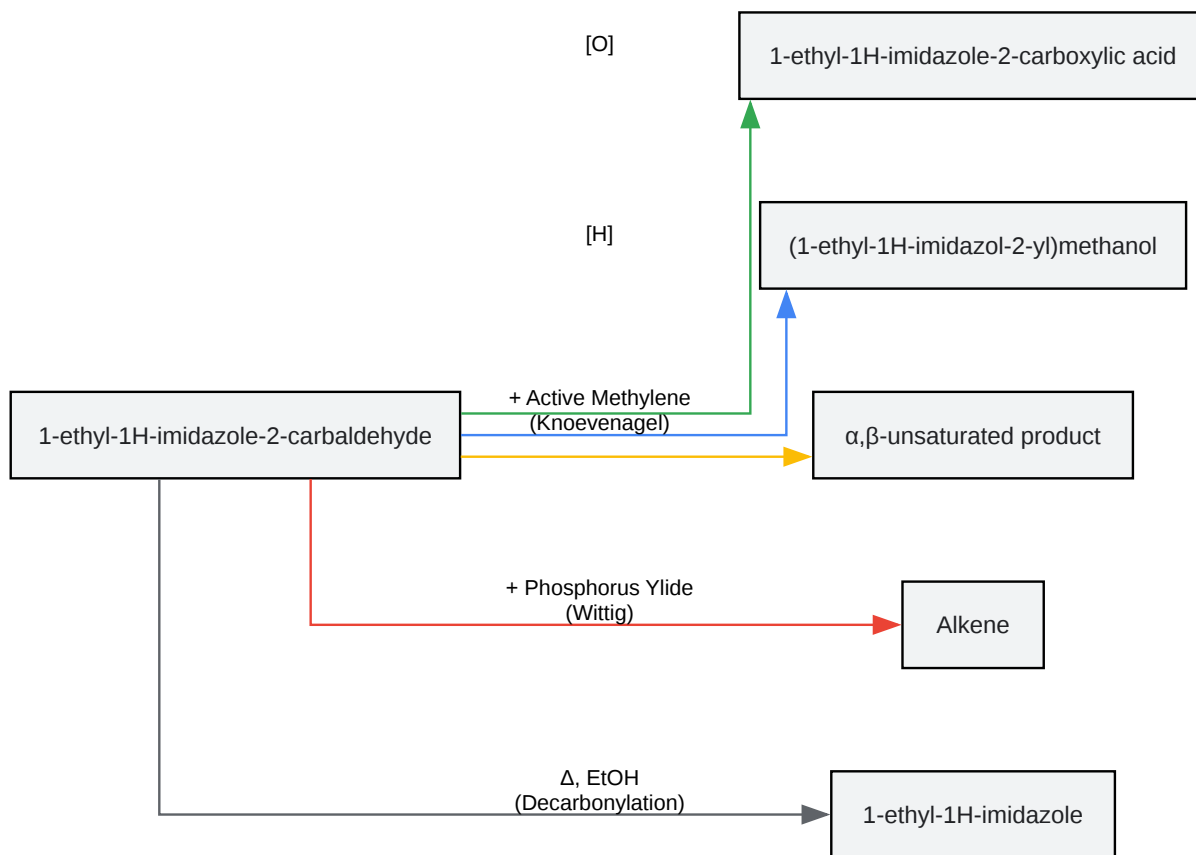 [O]
1-ethyl-1H-imidazole-2-carboxylic acid
[H]
(1-ethyl-1H-imidazol-2-yl)methanol
+ Active Methylene
(Knoevenagel)
1-ethyl-1H-imidazole-2-carbaldehyde
α,β-unsaturated product
+ Phosphorus Ylide
(Wittig)
Alkene
Δ, EtOH
(Decarbonylation)
1-ethyl-1H-imidazole